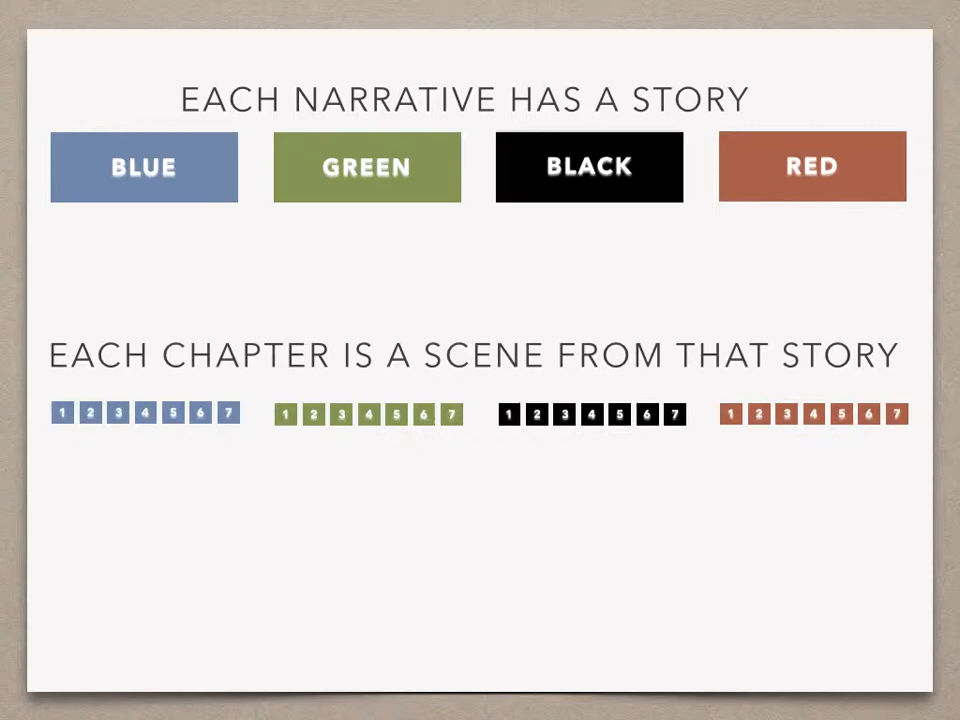 EACH NARRATIVE HAS A STORY
BLUE GREEN BLACK RED
EACH CHAPTER IS A SCENE FROM THAT STORY
1 2 3 4 5 6 7 1 2 3 4 5 6 7 1 2 3 4 5 6 7 1 2 3 4 5 6 7